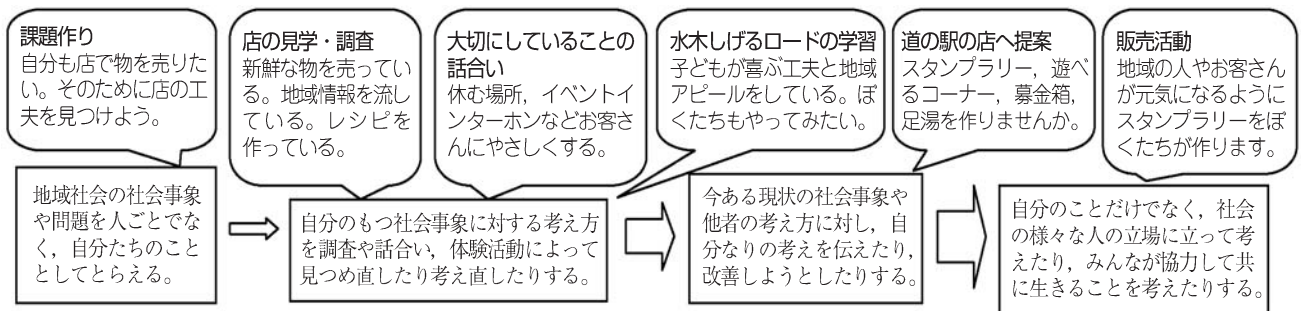 課題作り
自分も店で物を売りた
い。そのために店の工
夫を見つけよう。
店の見学・調査
新鮮な物を売ってい
る。地域情報を流し
ている。レシピを
作っている。
大切にしていることの
話合い
休む場所，イベントイ
ンターホンなどお客さ
んにやさしくする。
水木しげるロードの学習
子どもが喜ぶ工夫と地域
アピールをしている。ぼ
くたちもやってみたい。
道の駅の店へ提案
スタンプラリー，遊べ
るコーナー，募金箱，
足湯を作りませんか。
販売活動
地域の人やお客さん
が元気になるように
スタンプラリーをぼ
くたちが作ります。
地域社会の社会事象
や問題を人ごとでな
く，自分たちのこと
としてとらえる。
自分のもつ社会事象に対する考え方
を調査や話合い，体験活動によって
見つめ直したり考え直したりする。
今ある現状の社会事象や
他者の考え方に対し，自
分なりの考えを伝えたり，
改善しようとしたりする。
自分のことだけでなく，社会
の様々な人の立場に立って考
えたり，みんなが協力して共
に生きることを考えたりする。